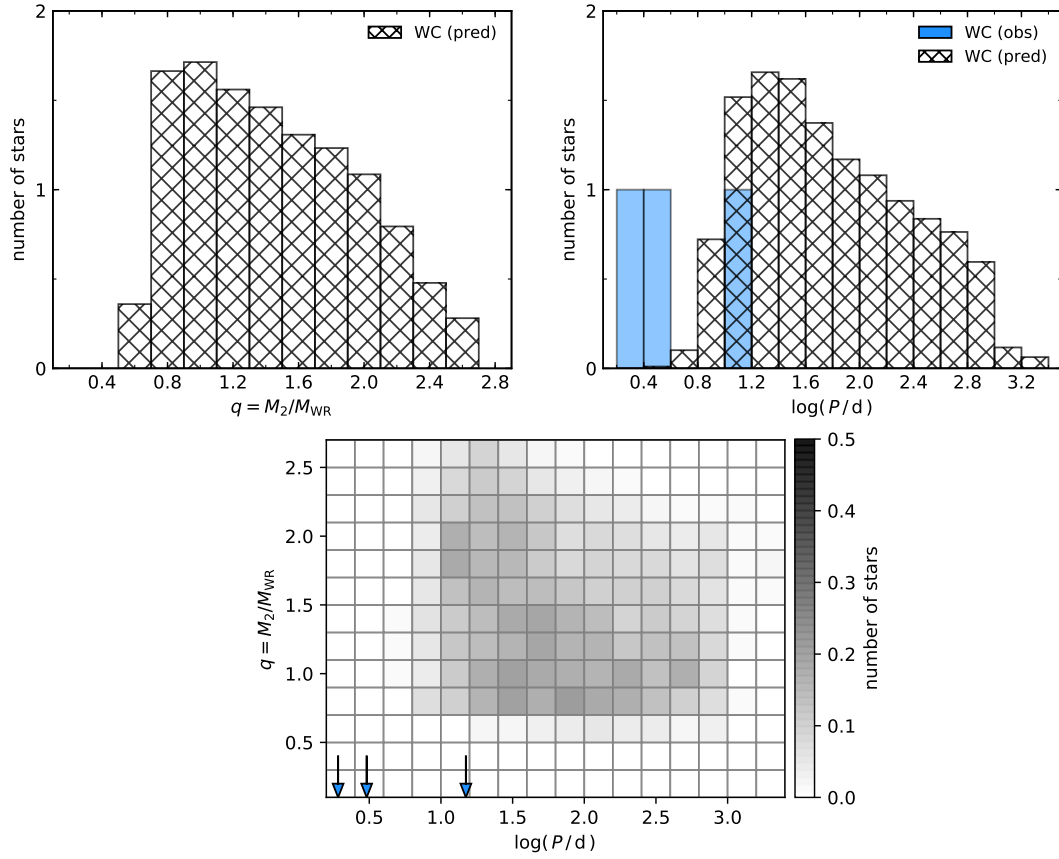 2
1
0
number of stars
WC (pred)
0.4 0.8 1.2 1.6 2.0 2.4 2.8
q = M₂/M_WR
2
1
0
number of stars
WC (obs)
WC (pred)
0.4 0.8 1.2 1.6 2.0 2.4 2.8 3.2
log(P/d)
2.5
2.0
1.5
1.0
0.5
q = M₂/M_WR
0.5 1.0 1.5 2.0 2.5 3.0
log(P/d)
0.5
0.4
0.3
0.2
0.1
0.0
number of stars